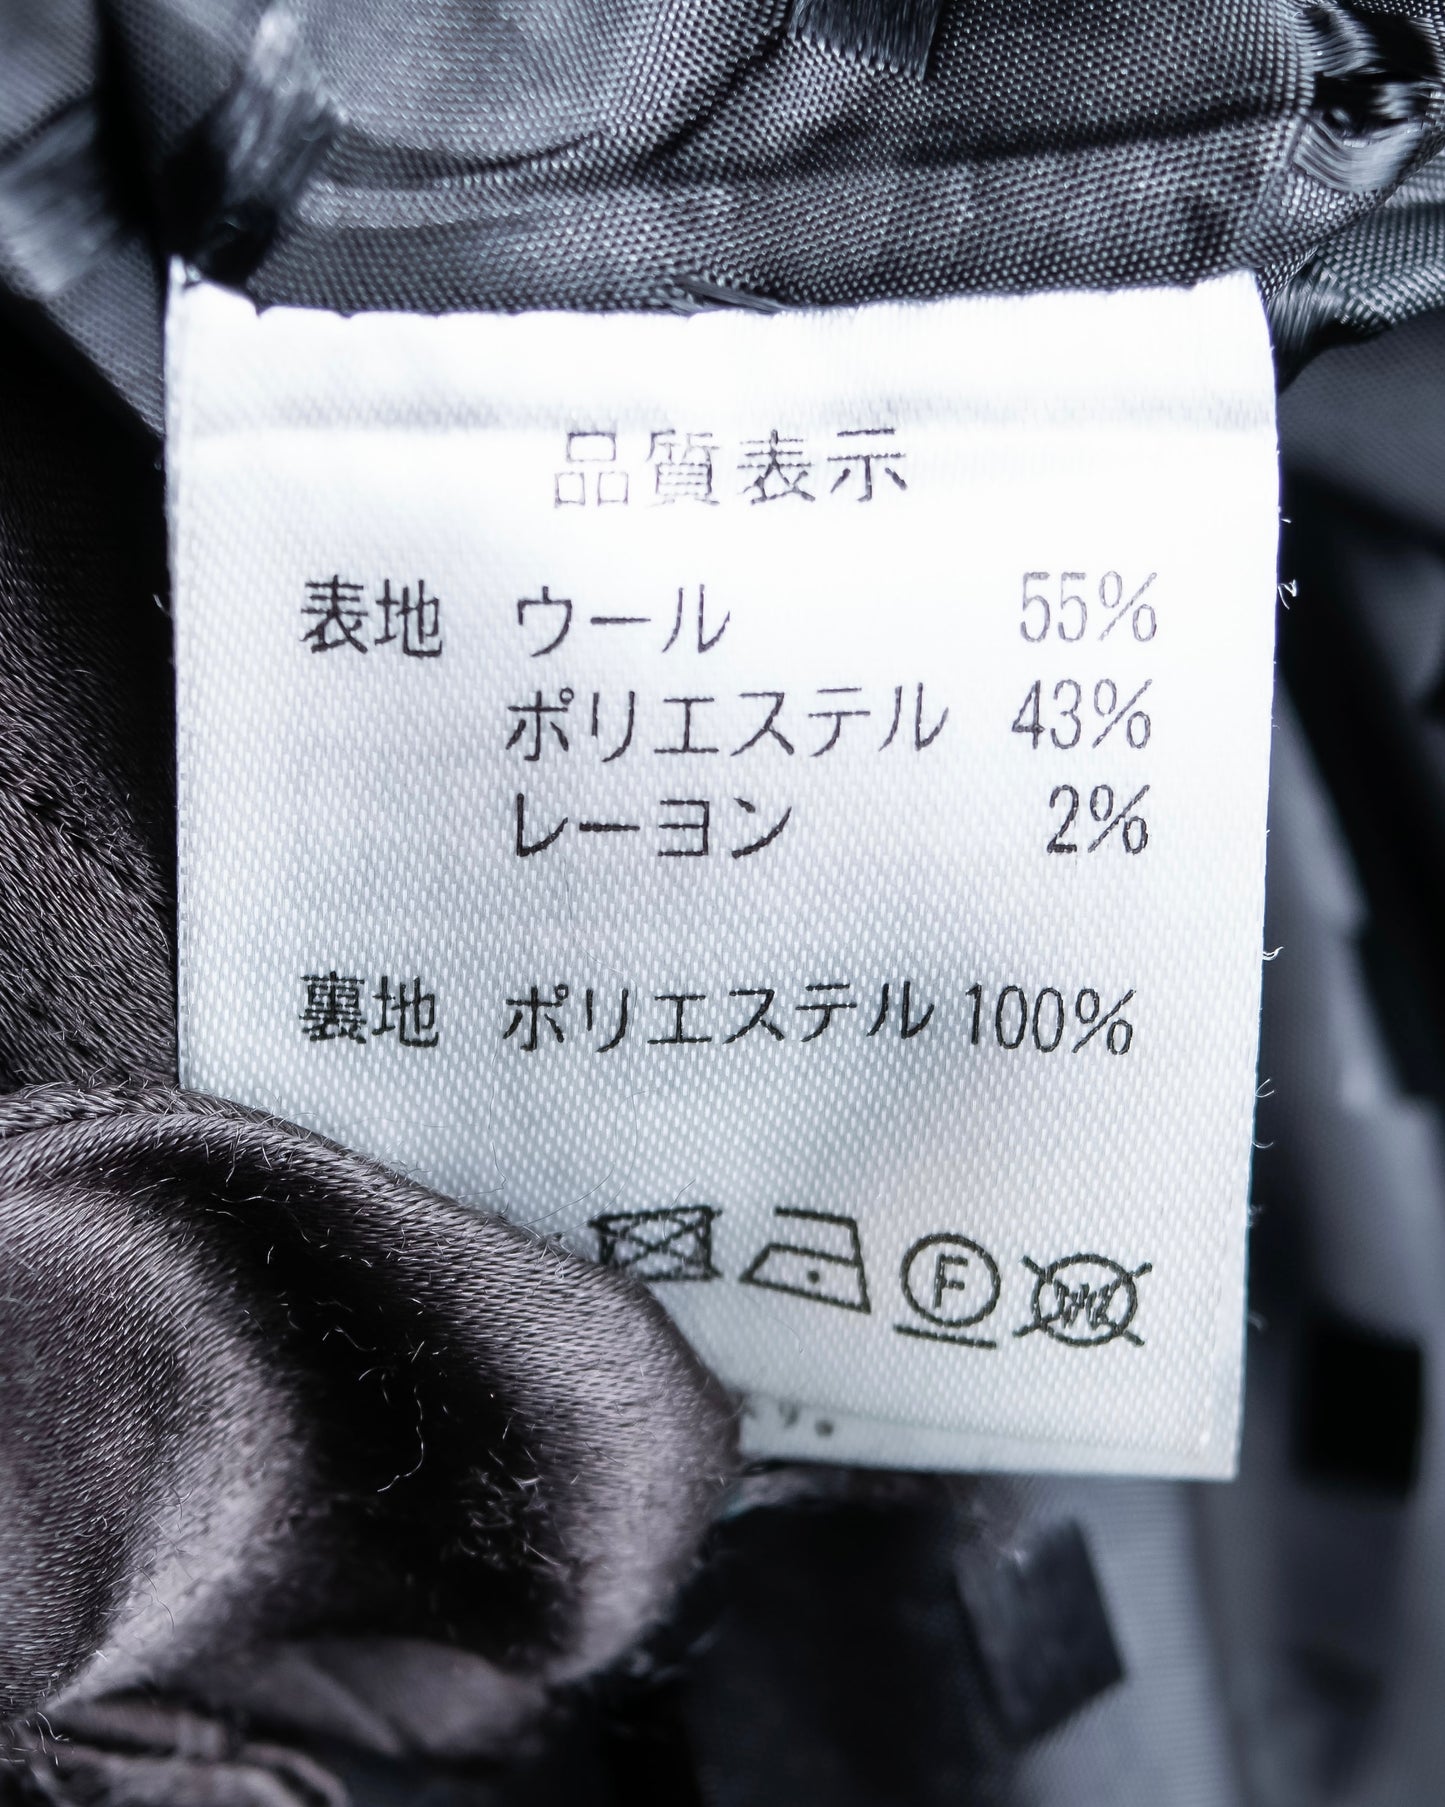 品質表示
表地 ウール 55%
ポリエステル 43%
レーヨン 2%
裏地 ポリエステル 100%
F